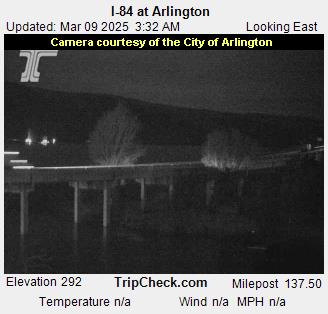 I-84 at Arlington
Updated: Mar 09 2025 3:32 AM Looking East
Camera courtesy of the City of Arlington
Elevation 292 TripCheck.com Milepost 137.50
Temperature n/a Wind n/a MPH n/a